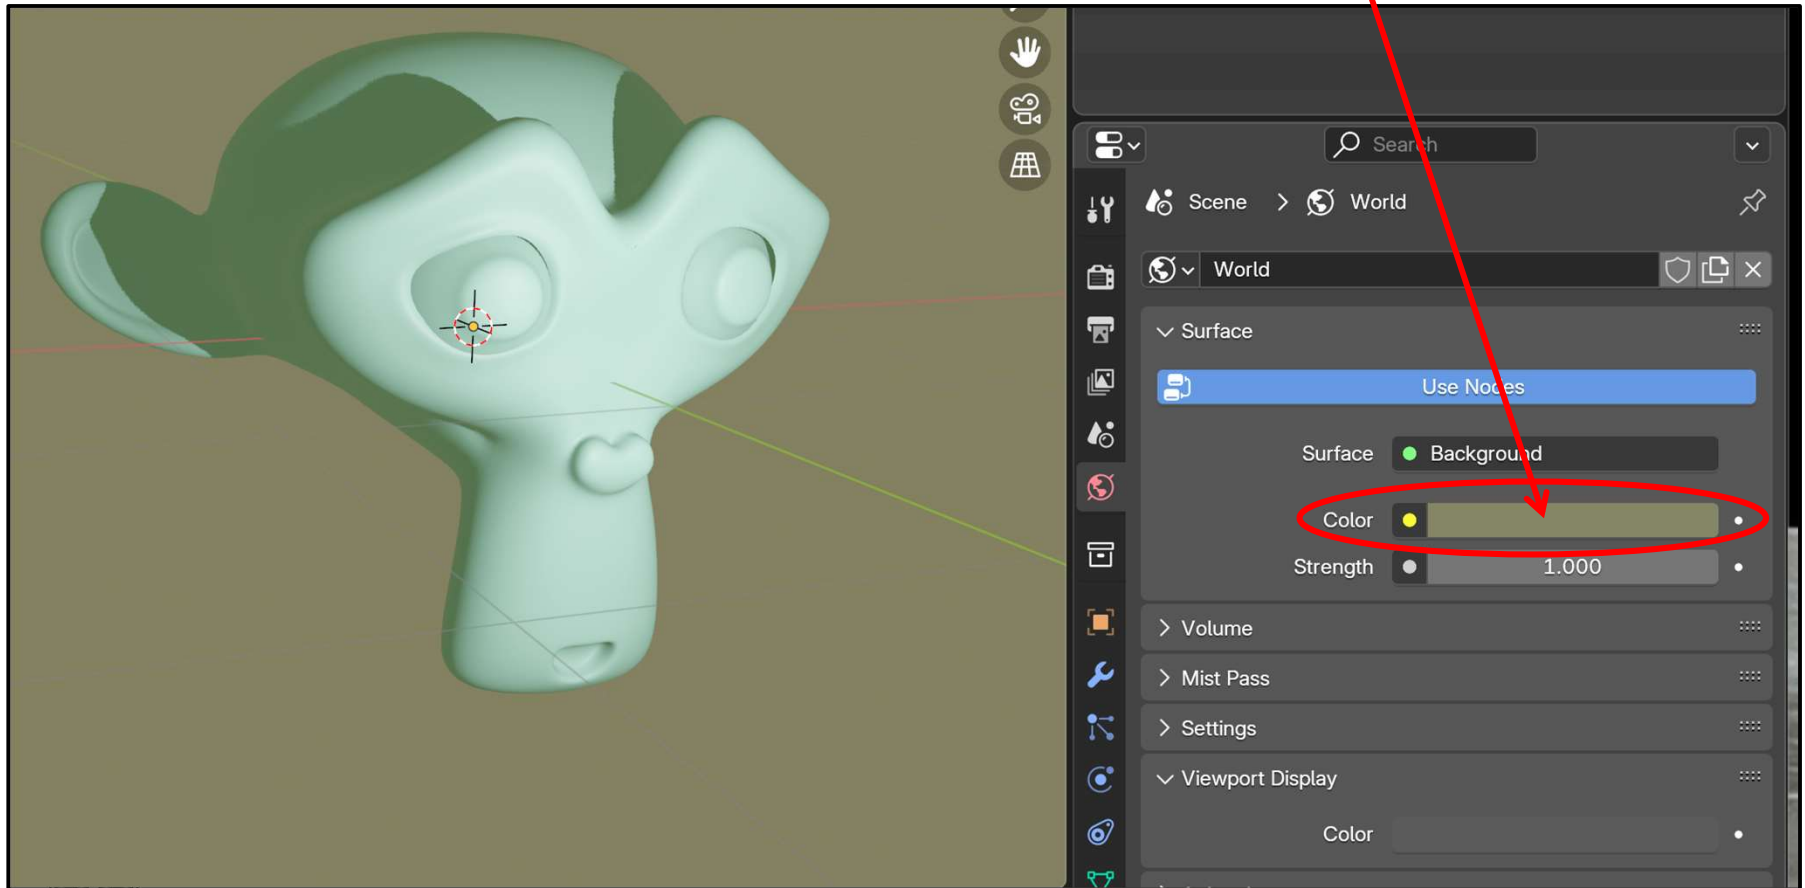 Search
Scene > World
World
Surface
Use Nodes
Surface Background
Color
Strength 1.000
Volume
Mist Pass
Settings
Viewport Display
Color